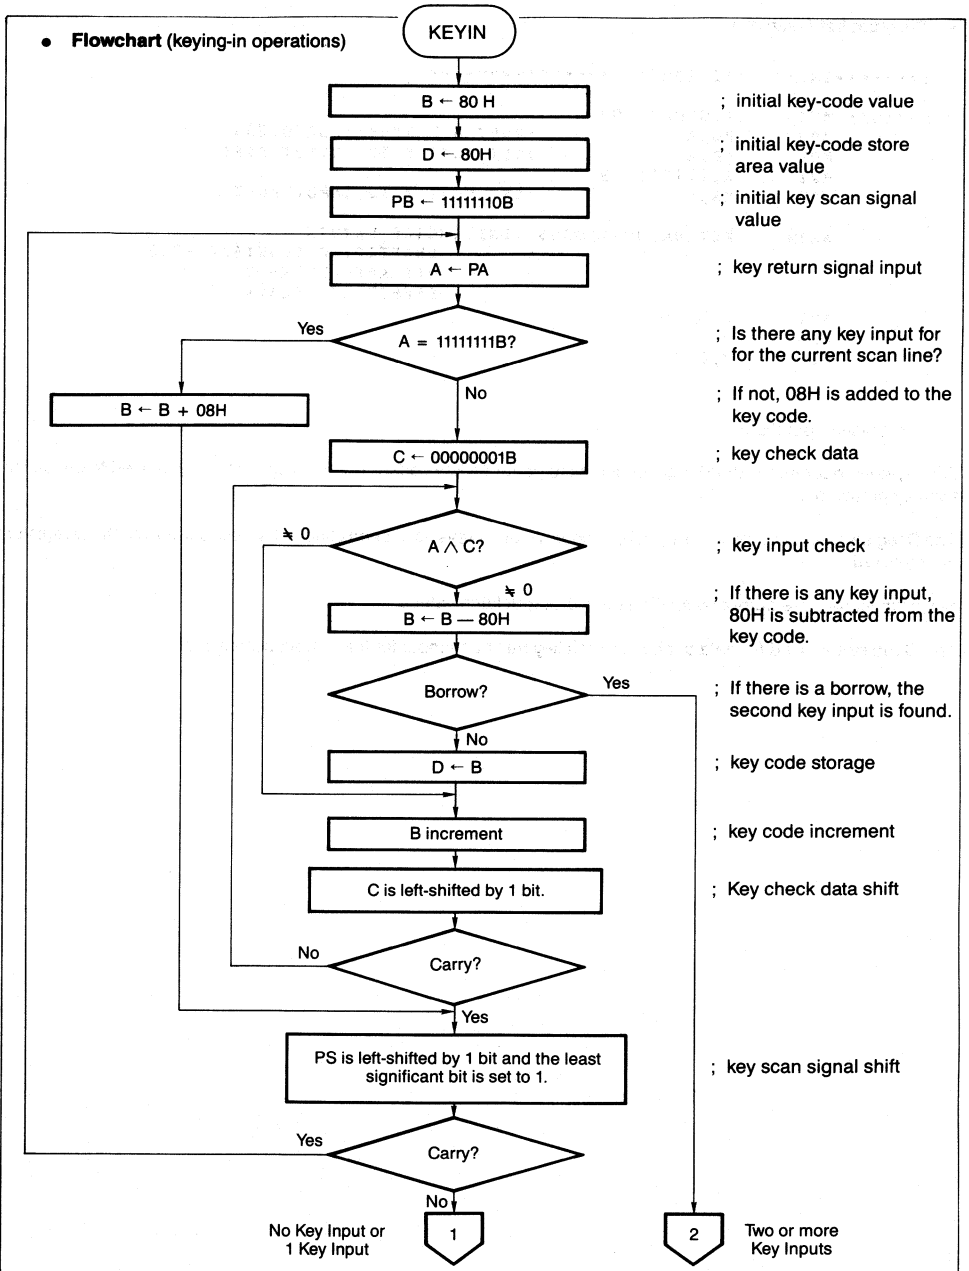 KEYIN
• Flowchart (keying-in operations)
B ← 80 H
; initial key-code value
D ← 80H
; initial key-code store
area value
PB ← 11111110B
; initial key scan signal
value
A ← PA
; key return signal input
Yes
A = 11111111B?
; Is there any key input for
for the current scan line?
No
B ← B + 08H
; If not, 08H is added to the
key code.
C ← 00000001B
; key check data
≒ 0
A ∧ C?
; key input check
≒ 0
; If there is any key input,
80H is subtracted from the
key code.
B ← B — 80H
Borrow?
Yes
; If there is a borrow, the
second key input is found.
No
D ← B
; key code storage
B increment
; key code increment
C is left-shifted by 1 bit.
; Key check data shift
No
Carry?
Yes
PS is left-shifted by 1 bit and the least
significant bit is set to 1.
; key scan signal shift
Yes
Carry?
No
No Key Input or
1 Key Input
1
2
Two or more
Key Inputs